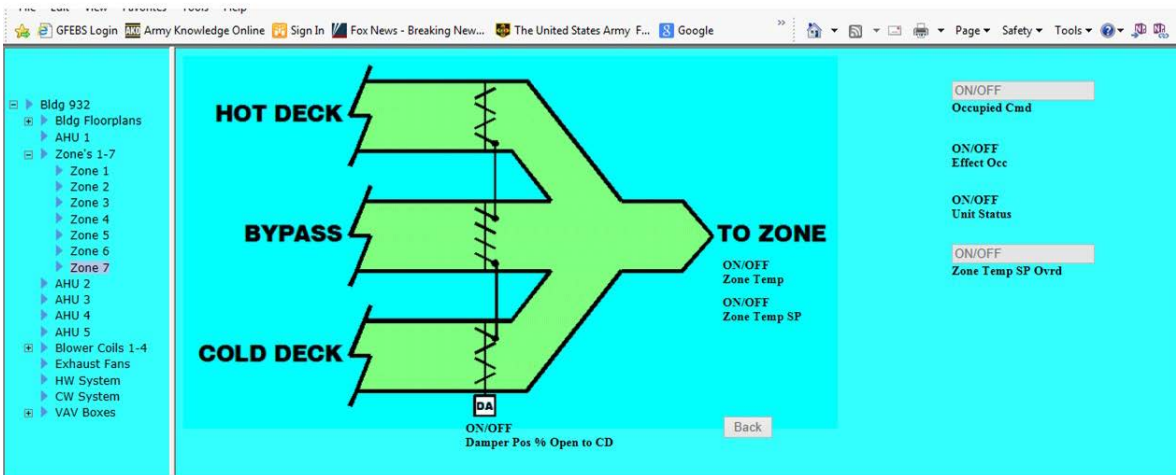 File Edit View Favorites Tools Help
GFEBS Login AKO Army Knowledge Online Sign In Fox News - Breaking New... The United States Army F... 8 Google » Page Safety Tools
Bldg 932
Bldg Floorplans
AHU 1
Zone's 1-7
Zone 1
Zone 2
Zone 3
Zone 4
Zone 5
Zone 6
Zone 7
AHU 2
AHU 3
AHU 4
AHU 5
Blower Coils 1-4
Exhaust Fans
HW System
CW System
VAV Boxes
HOT DECK
BYPASS
COLD DECK
TO ZONE
ON/OFF
Zone Temp
ON/OFF
Zone Temp SP
DA
ON/OFF
Damper Pos % Open to CD
Back
ON/OFF
Occupied Cmd
ON/OFF
Effect Occ
ON/OFF
Unit Status
ON/OFF
Zone Temp SP Ovrd